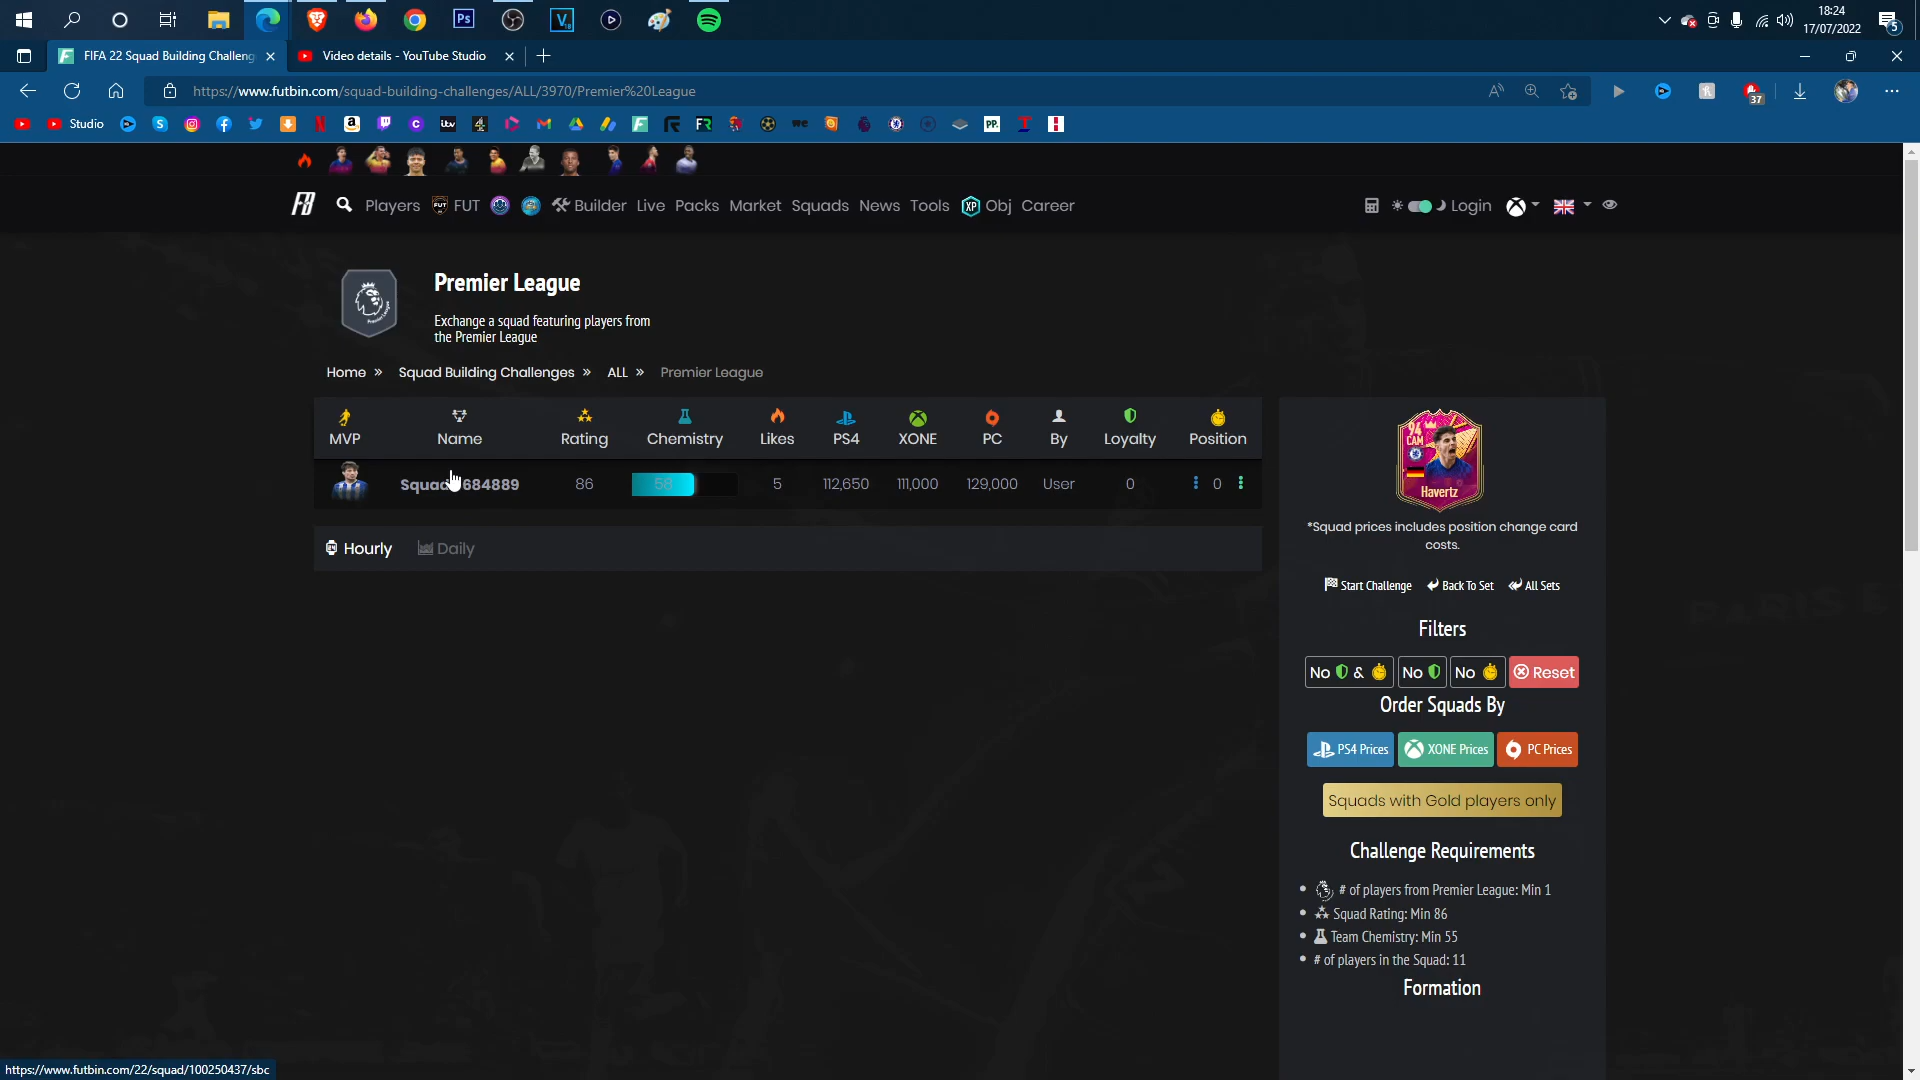 18:24
17/07/2022
5
FIFA 22 Squad Building Challeng
Video details - YouTube Studio
https://www.futbin.com/squad-building-challenges/ALL/3970/Premier%20League
37
Studio
Players FUT Builder Live Packs Market Squads News Tools XP Obj Career Login
Premier League
Exchange a squad featuring players from
the Premier League
Home » Squad Building Challenges » ALL » Premier League
MVP Name Rating Chemistry Likes PS4 XONE PC By Loyalty Position
86 58 5 112,650 111,000 129,000 User 0 0
Hourly Daily
94
CAM
Havertz
*Squad prices includes position change card
costs.
Start Challenge Back To Set All Sets
Filters
No & No No Reset
Order Squads By
PS4 Prices XONE Prices PC Prices
Squads with Gold players only
Challenge Requirements
# of players from Premier League: Min 1
Squad Rating: Min 86
Team Chemistry: Min 55
# of players in the Squad: 11
Formation
https://www.futbin.com/22/squad/100250437/sbc